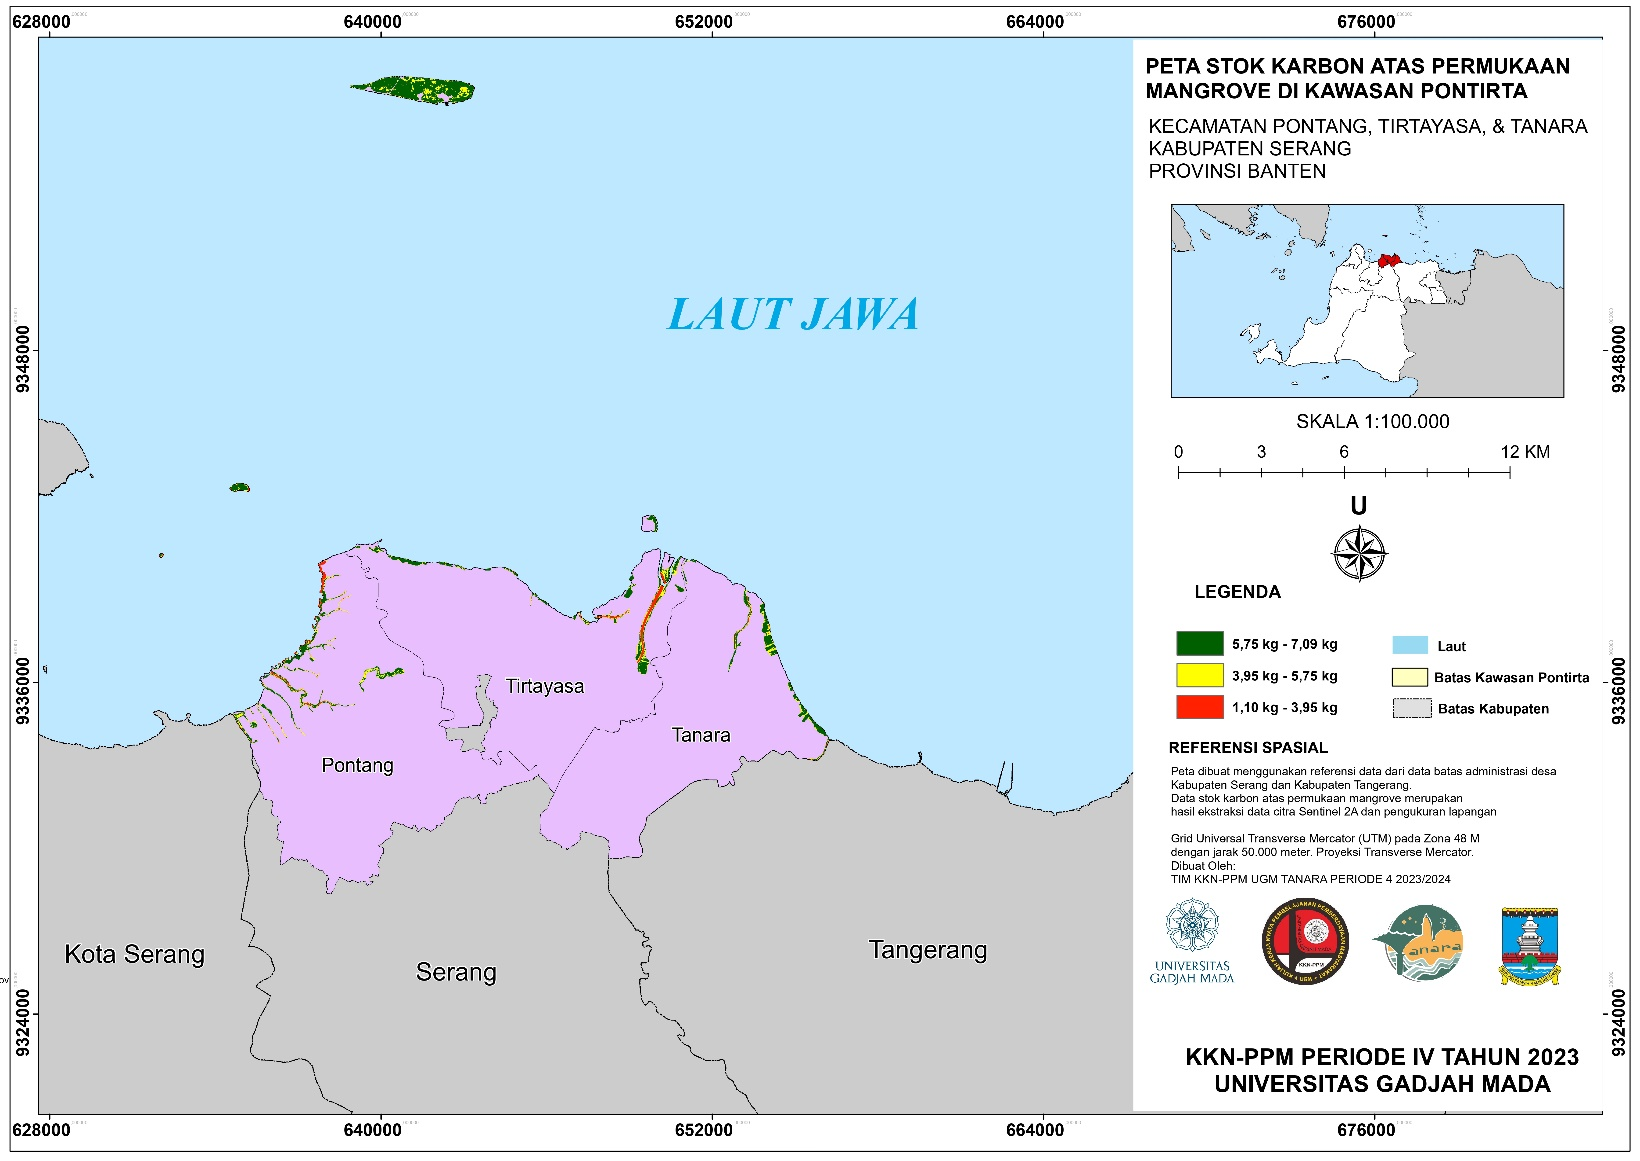 628000
640000
652000
664000
676000
PETA STOK KARBON ATAS PERMUKAAN
MANGROVE DI KAWASAN PONTIRTA
KECAMATAN PONTANG, TIRTAYASA, & TANARA
KABUPATEN SERANG
PROVINSI BANTEN
LAUT JAWA
9348000
9348000
SKALA 1:100.000
0 3 6 12 KM
U
LEGENDA
5,75 kg - 7,09 kg
3,95 kg - 5,75 kg
1,10 kg - 3,95 kg
Laut
Batas Kawasan Pontirta
Batas Kabupaten
9336000
9336000
Tirtayasa
Tanara
Pontang
REFERENSI SPASIAL
Peta dibuat menggunakan referensi data dari data batas administrasi desa
Kabupaten Serang dan Kabupaten Tangerang.
Data stok karbon atas permukaan mangrove merupakan
hasil ekstraksi data citra Sentinel 2A dan pengukuran lapangan
Grid Universal Transverse Mercator (UTM) pada Zona 48 M
dengan jarak 50.000 meter. Proyeksi Transverse Mercator.
Dibuat Oleh:
TIM KKN-PPM UGM TANARA PERIODE 4 2023/2024
UNIVERSITAS
GADJAH MADA
KKN-PPM
anara
Kota Serang
Serang
Tangerang
ov
9324000
9324000
KKN-PPM PERIODE IV TAHUN 2023
UNIVERSITAS GADJAH MADA
628000
640000
652000
664000
676000